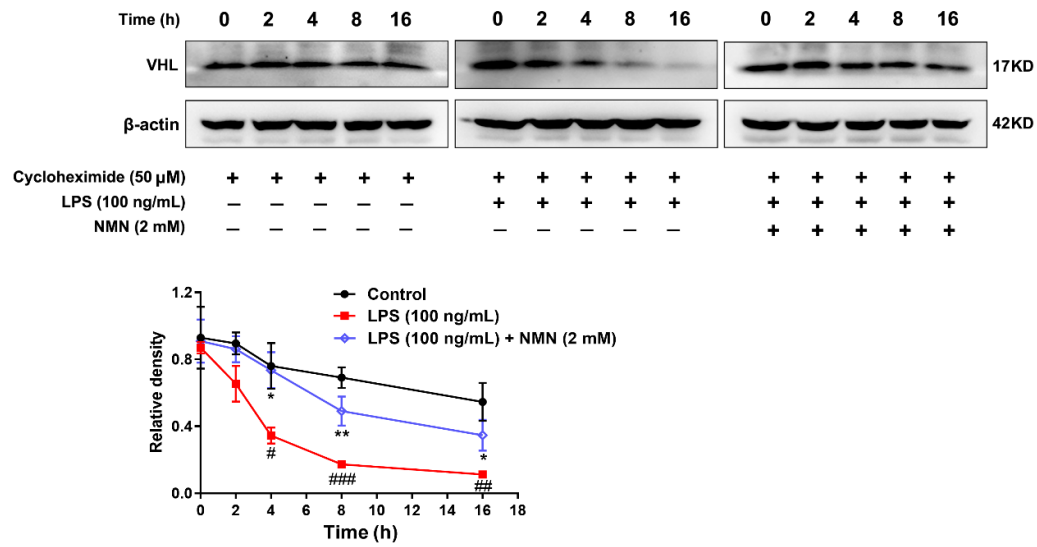 Time (h) 0 2 4 8 16 0 2 4 8 16 0 2 4 8 16
VHL 17KD
β-actin 42KD
Cycloheximide (50 μM) + + + + + + + + + + + + + + +
LPS (100 ng/mL) – – – – – + + + + + + + + + +
NMN (2 mM) – – – – – – – – – – + + + + +
1.2
0.8
0.4
0.0
Relative density
Control
LPS (100 ng/mL)
LPS (100 ng/mL) + NMN (2 mM)
* ** *
# ### ##
0 2 4 6 8 10 12 14 16 18
Time (h)